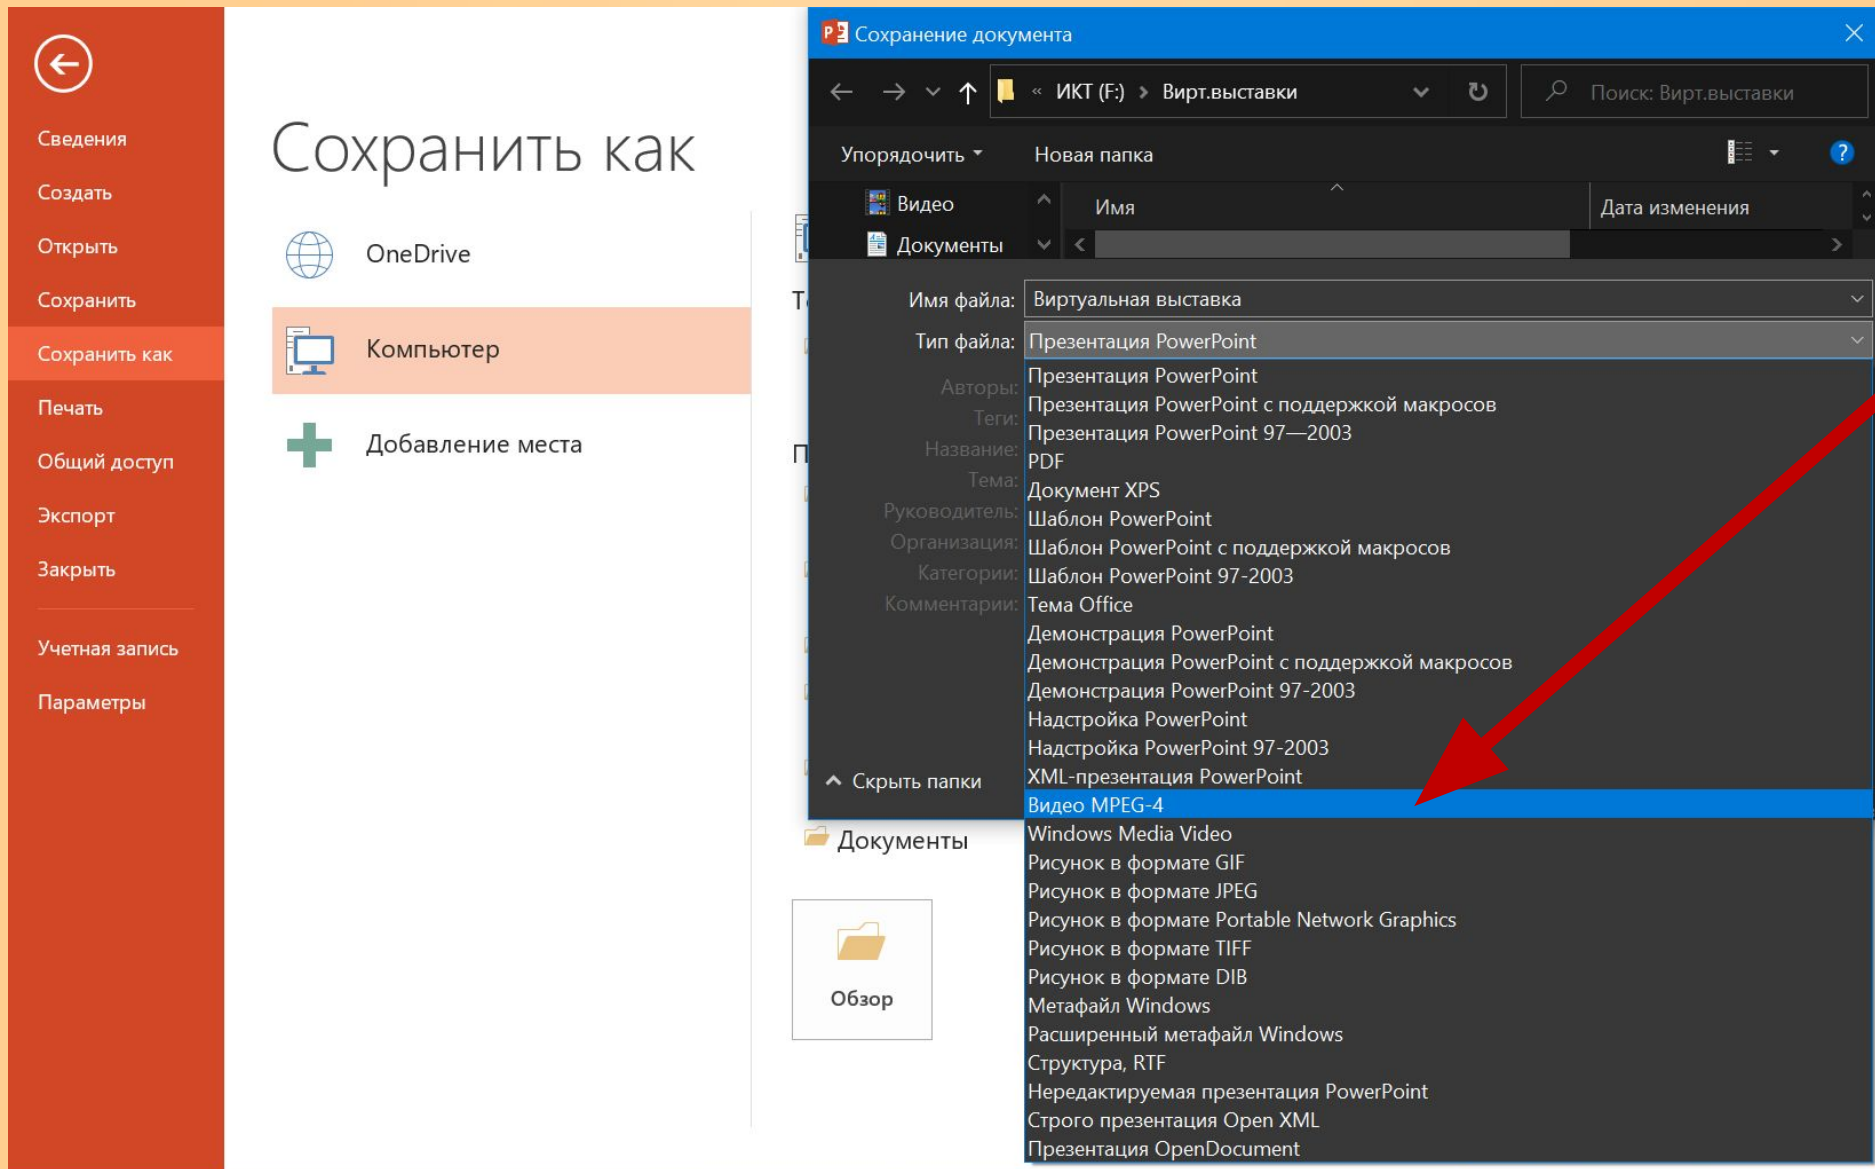 Сведения
Создать
Открыть
Сохранить
Сохранить как
Печать
Общий доступ
Экспорт
Закрыть
Учетная запись
Параметры
Сохранить как
OneDrive
Компьютер
Добавление места
Документы
Обзор
Сохранение документа
« ИКТ (F:) › Вирт.выставки
Поиск: Вирт.выставки
Упорядочить
Новая папка
Видео
Документы
Имя
Дата изменения
Имя файла: Виртуальная выставка
Тип файла: Презентация PowerPoint
Авторы:
Теги:
Название:
Тема:
Руководитель:
Организация:
Категории:
Комментарии:
Скрыть папки
Презентация PowerPoint
Презентация PowerPoint с поддержкой макросов
Презентация PowerPoint 97—2003
PDF
Документ XPS
Шаблон PowerPoint
Шаблон PowerPoint с поддержкой макросов
Шаблон PowerPoint 97-2003
Тема Office
Демонстрация PowerPoint
Демонстрация PowerPoint с поддержкой макросов
Демонстрация PowerPoint 97-2003
Надстройка PowerPoint
Надстройка PowerPoint 97-2003
XML-презентация PowerPoint
Видео MPEG-4
Windows Media Video
Рисунок в формате GIF
Рисунок в формате JPEG
Рисунок в формате Portable Network Graphics
Рисунок в формате TIFF
Рисунок в формате DIB
Метафайл Windows
Расширенный метафайл Windows
Структура, RTF
Нередактируемая презентация PowerPoint
Строго презентация Open XML
Презентация OpenDocument